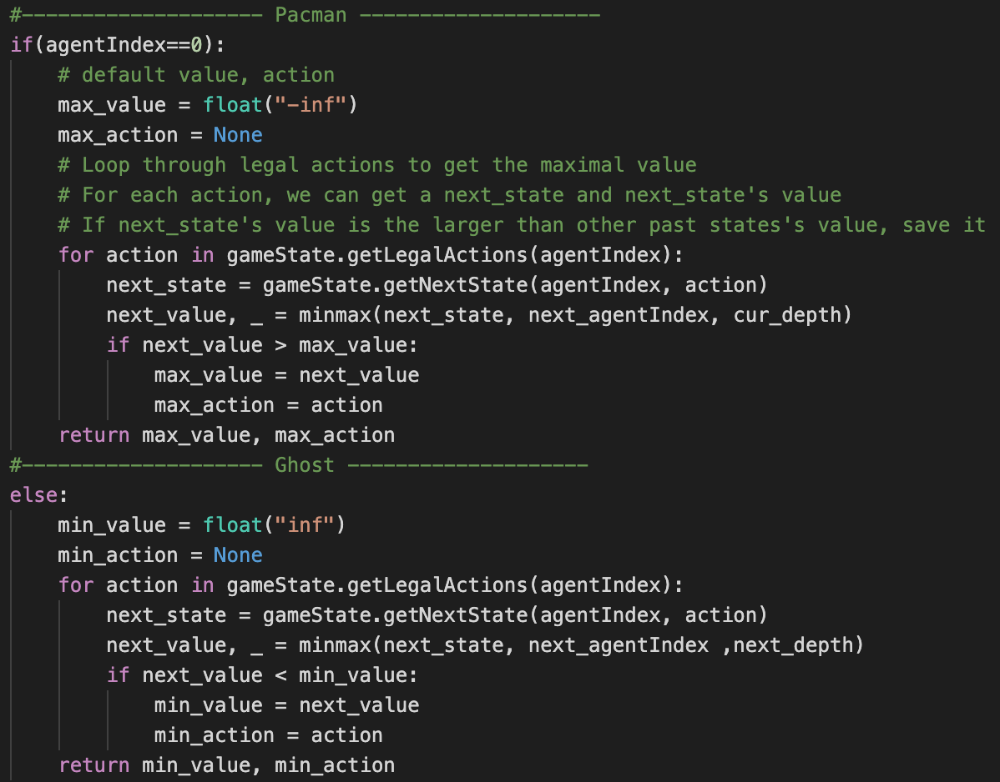 #-------------------- Pacman --------------------
if(agentIndex==0):
    # default value, action
    max_value = float("-inf")
    max_action = None
    # Loop through legal actions to get the maximal value
    # For each action, we can get a next_state and next_state's value
    # If next_state's value is the larger than other past states's value, save it
    for action in gameState.getLegalActions(agentIndex):
        next_state = gameState.getNextState(agentIndex, action)
        next_value, _ = minmax(next_state, next_agentIndex, cur_depth)
        if next_value > max_value:
            max_value = next_value
            max_action = action
    return max_value, max_action
#-------------------- Ghost --------------------
else:
    min_value = float("inf")
    min_action = None
    for action in gameState.getLegalActions(agentIndex):
        next_state = gameState.getNextState(agentIndex, action)
        next_value, _ = minmax(next_state, next_agentIndex ,next_depth)
        if next_value < min_value:
            min_value = next_value
            min_action = action
    return min_value, min_action